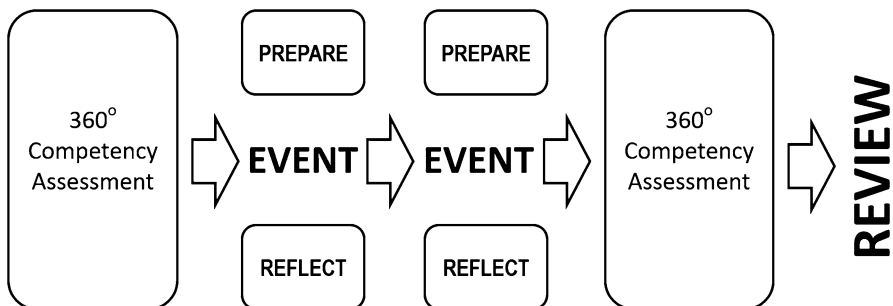 360°
Competency
Assessment
PREPARE
EVENT
REFLECT
PREPARE
EVENT
REFLECT
360°
Competency
Assessment
REVIEW